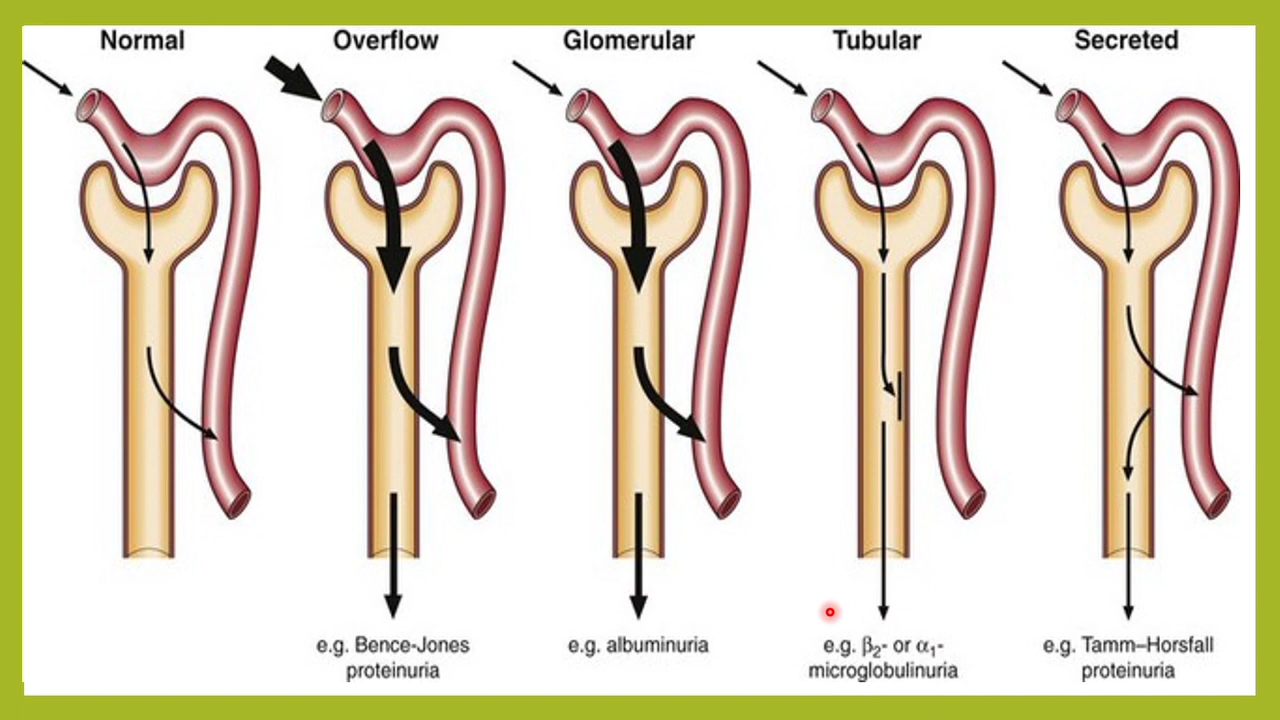 Normal
Overflow
Glomerular
Tubular
Secreted
e.g. Bence-Jones
proteinuria
e.g. albuminuria
e.g. β₂- or α₁-
microglobulinuria
e.g. Tamm–Horsfall
proteinuria